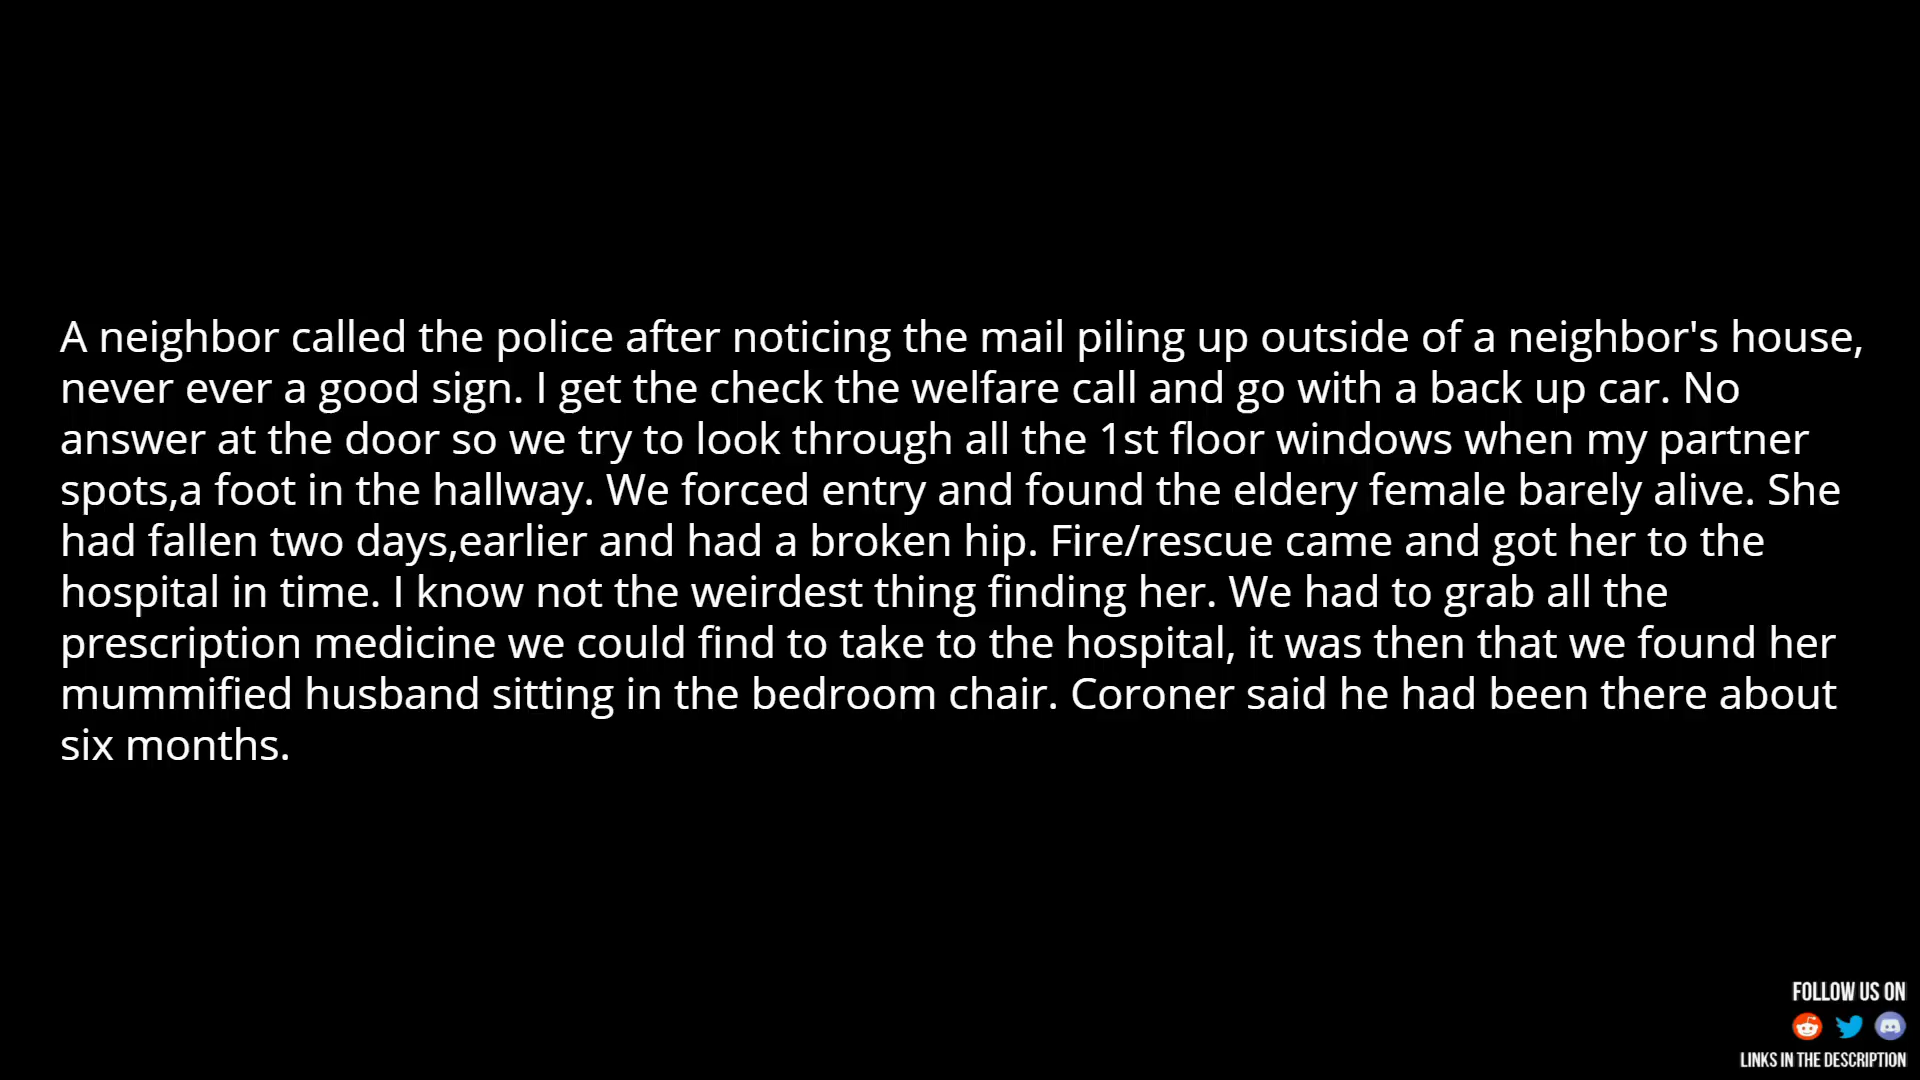 A neighbor called the police after noticing the mail piling up outside of a neighbor's house,
never ever a good sign. I get the check the welfare call and go with a back up car. No
answer at the door so we try to look through all the 1st floor windows when my partner
spots,a foot in the hallway. We forced entry and found the eldery female barely alive. She
had fallen two days,earlier and had a broken hip. Fire/rescue came and got her to the
hospital in time. I know not the weirdest thing finding her. We had to grab all the
prescription medicine we could find to take to the hospital, it was then that we found her
mummified husband sitting in the bedroom chair. Coroner said he had been there about
six months.
FOLLOW US ON
LINKS IN THE DESCRIPTION